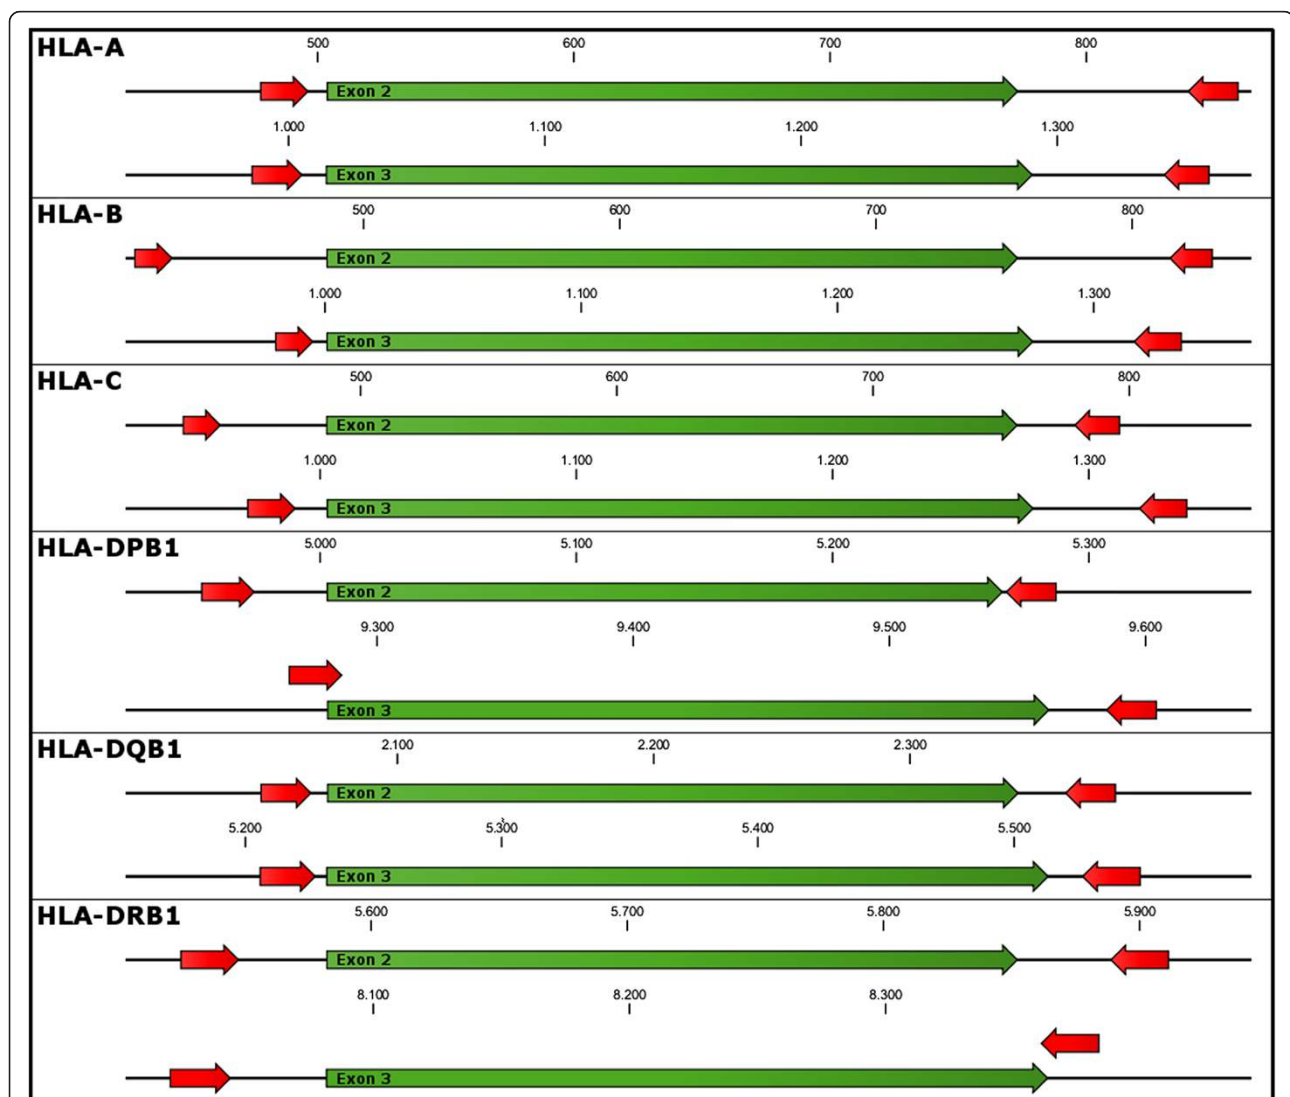 HLA-A 500 600 700 800
Exon 2
1.000 1.100 1.200 1.300
Exon 3
HLA-B 500 600 700 800
Exon 2
1.000 1.100 1.200 1.300
Exon 3
HLA-C 500 600 700 800
Exon 2
1.000 1.100 1.200 1.300
Exon 3
HLA-DPB1 5.000 5.100 5.200 5.300
Exon 2
9.300 9.400 9.500 9.600
Exon 3
HLA-DQB1 2.100 2.200 2.300
Exon 2
5.200 5.300 5.400 5.500
Exon 3
HLA-DRB1 5.600 5.700 5.800 5.900
Exon 2
8.100 8.200 8.300
Exon 3